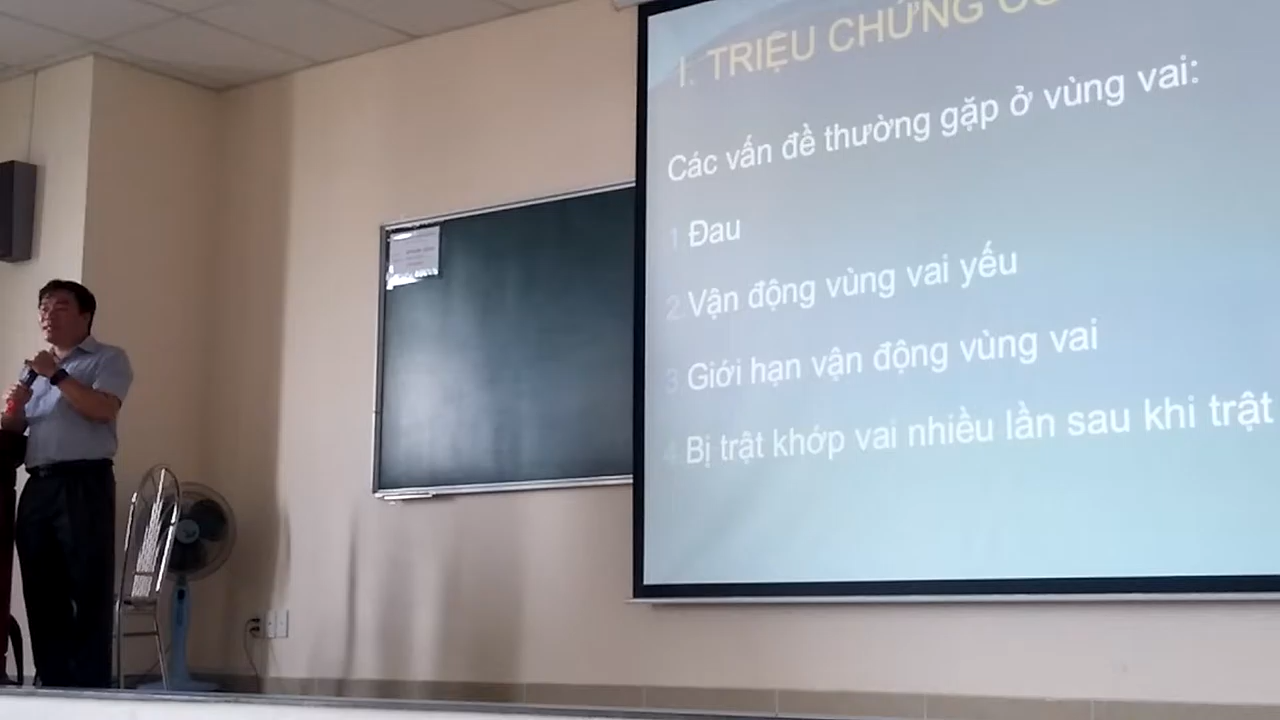 I. TRIỆU CHỨNG
Các vấn đề thường gặp ở vùng vai:
1 Đau
2. Vận động vùng vai yếu
3 Giới hạn vận động vùng vai
4. Bị trật khớp vai nhiều lần sau khi trật